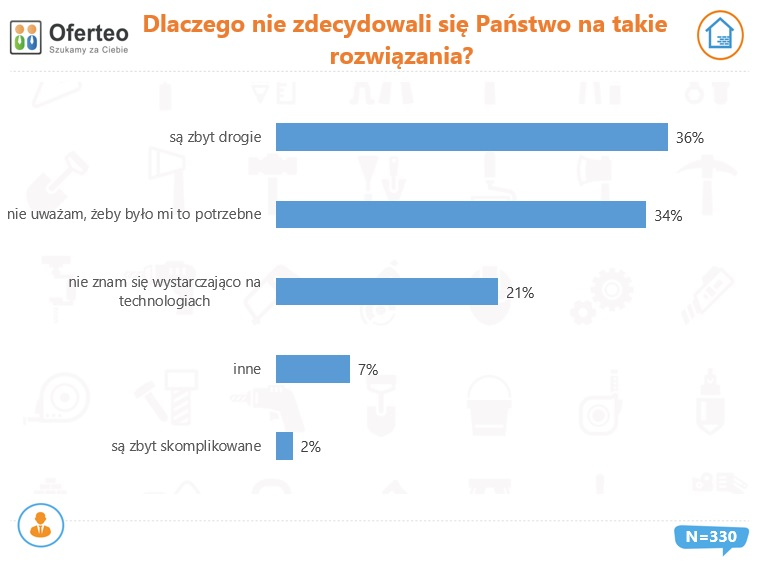 Oferteo
Szukamy za Ciebie
Dlaczego nie zdecydowali się Państwo na takie
rozwiązania?
są zbyt drogie
36%
nie uważam, żeby było mi to potrzebne
34%
nie znam się wystarczająco na
technologiach
21%
inne
7%
są zbyt skomplikowane
2%
N=330